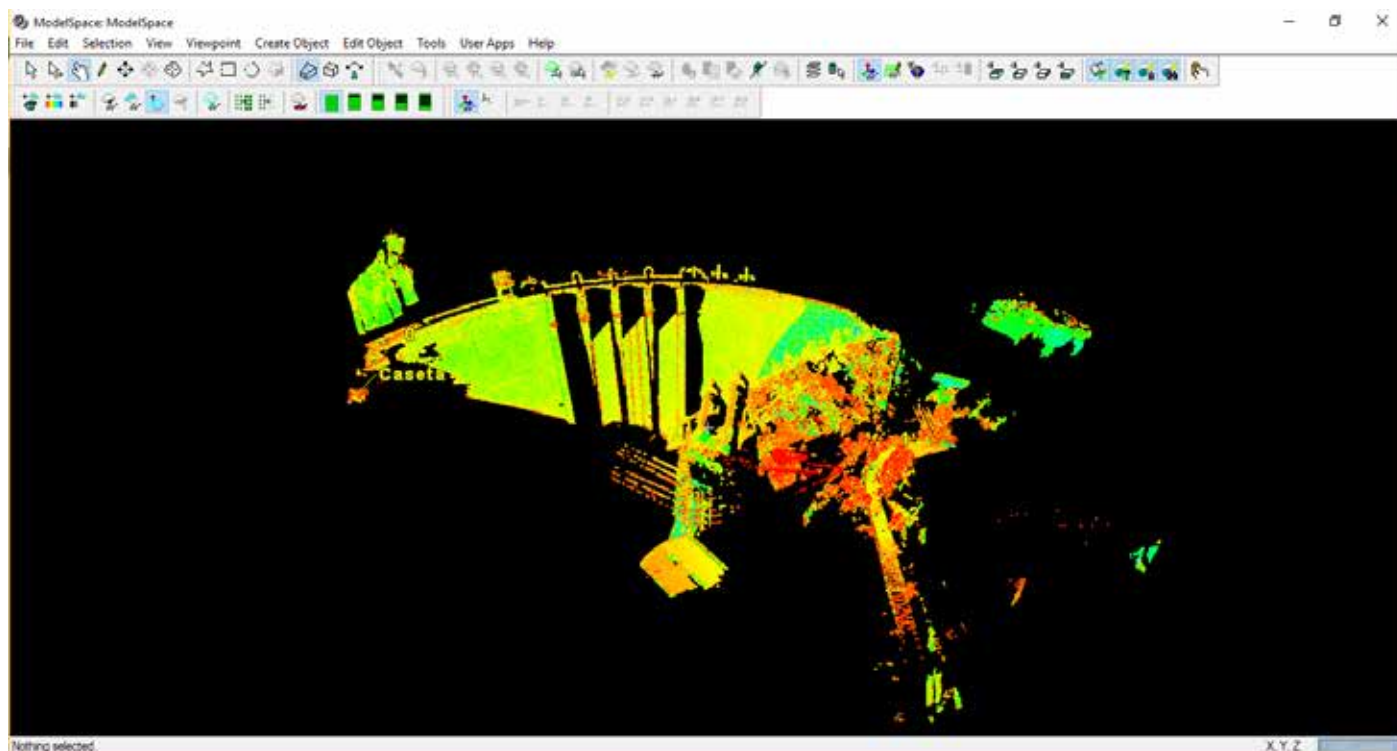 ModelSpace: ModelSpace
File Edit Selection View Viewpoint Create Object Edit Object Tools User Apps Help
Caseta
Nothing selected.
X, Y, Z